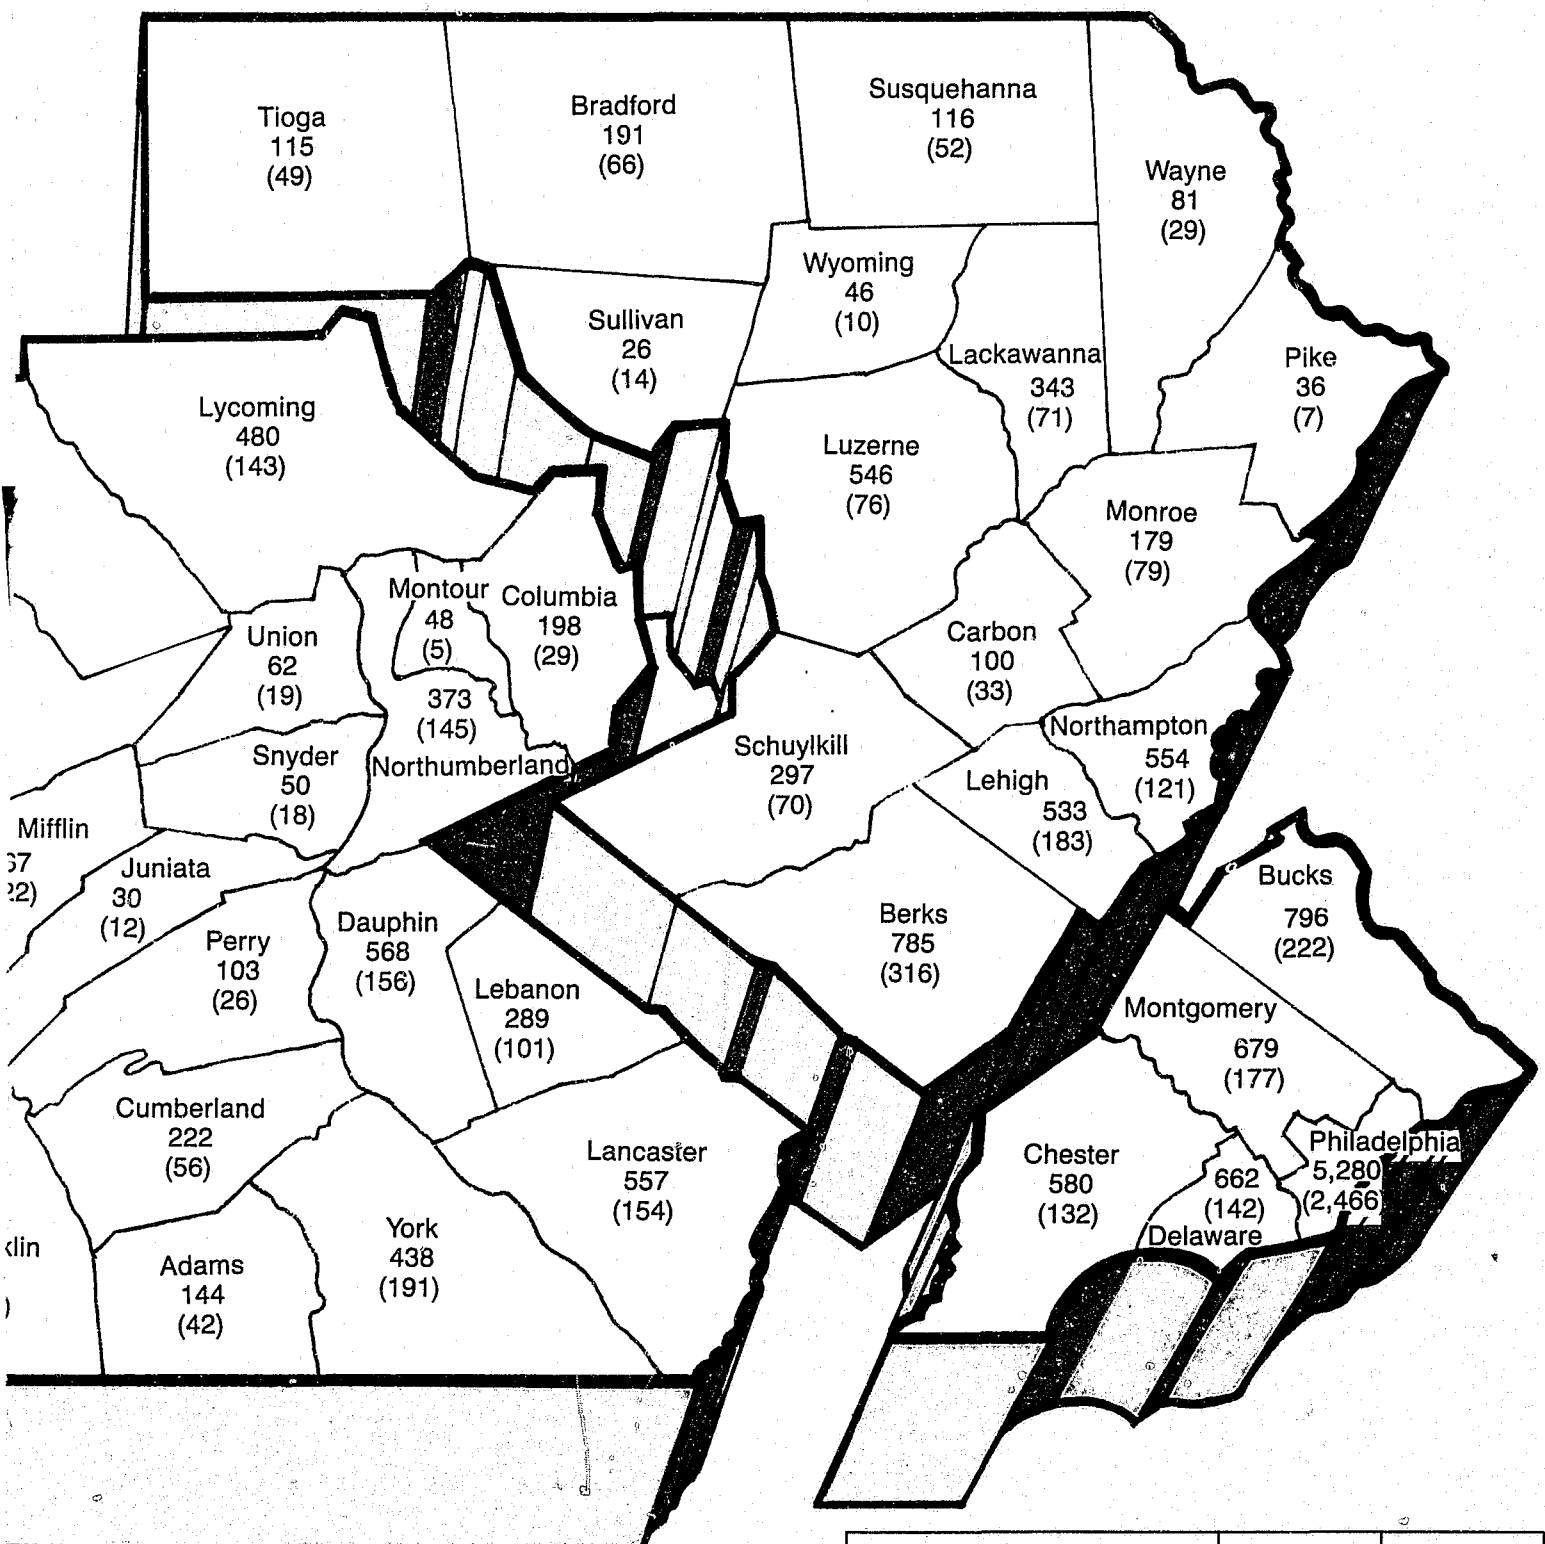 Tioga
115
(49)
Bradford
191
(66)
Susquehanna
116
(52)
Wayne
81
(29)
Wyoming
46
(10)
Sullivan
26
(14)
Lackawanna
343
(71)
Pike
36
(7)
Lycoming
480
(143)
Luzerne
546
(76)
Monroe
179
(79)
Montour
48
(5)
Columbia
198
(29)
Union
62
(19)
Carbon
100
(33)
373
(145)
Northumberland
Snyder
50
(18)
Schuylkill
297
(70)
Northampton
554
(121)
Lehigh
533
(183)
Mifflin
67
22)
Juniata
30
(12)
Perry
103
(26)
Dauphin
568
(156)
Lebanon
289
(101)
Berks
785
(316)
Bucks
796
(222)
Montgomery
679
(177)
Cumberland
222
(56)
Lancaster
557
(154)
Chester
580
(132)
662
(142)
Delaware
Philadelphia
5,280
(2,466)
klin
)
Adams
144
(42)
York
438
(191)